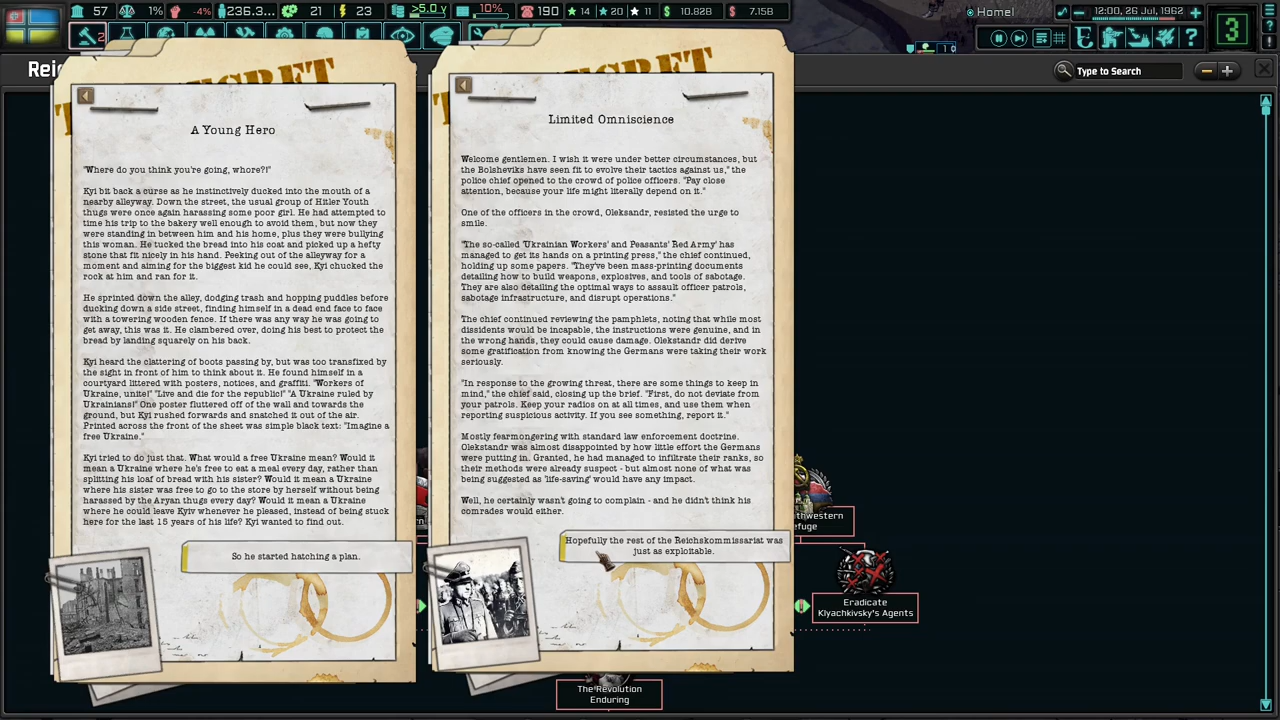 57
1%
-4%
236.3...
21
23
>5.0y
10%
190
14
20
11
10.82B
7.15B
Home!
12:00, 26 Jul, 1962
3
2
10
Rei
Type to Search
A Young Hero
"Where do you think you're going, whore?!"
Kyi bit back a curse as he instinctively ducked into the mouth of a
nearby alleyway. Down the street, the usual group of Hitler Youth
thugs were once again harassing some poor girl. He had attempted to
time his trip to the bakery well enough to avoid them, but now they
were standing in between him and his home, plus they were bullying
this woman. He tucked the bread into his coat and picked up a hefty
stone that fit nicely in his hand. Peeking out of the alleyway for a
moment and aiming for the biggest kid he could see, Kyi chucked the
rock at him and ran for it.
He sprinted down the alley, dodging trash and hopping puddles before
ducking down a side street, finding himself in a dead end face to face
with a towering wooden fence. If there was any way he was going to
get away, this was it. He clambered over, doing his best to protect the
bread by landing squarely on his back.
Kyi heard the clattering of boots passing by, but was too transfixed by
the sight in front of him to think about it. He found himself in a
courtyard littered with posters, notices, and graffiti. "Workers of
Ukraine, unite!" "Live and die for the republic!" "A Ukraine ruled by
Ukrainians!" One poster fluttered off of the wall and towards the
ground, but Kyi rushed forwards and snatched it out of the air.
Printed across the front of the sheet was simple black text: "Imagine a
free Ukraine."
Kyi tried to do just that. What would a free Ukraine mean? Would it
mean a Ukraine where he's free to eat a meal every day, rather than
splitting his loaf of bread with his sister? Would it mean a Ukraine
where his sister was free to go to the store by herself without being
harassed by the Aryan thugs every day? Would it mean a Ukraine
where he could leave Kyiv whenever he pleased, instead of being stuck
here for the last 15 years of his life? Kyi wanted to find out.
So he started hatching a plan.
Limited Omniscience
Welcome gentlemen. I wish it were under better circumstances, but
the Bolsheviks have seen fit to evolve their tactics against us," the
police chief opened to the crowd of police officers. "Pay close
attention, because your life might literally depend on it."
One of the officers in the crowd, Oleksandr, resisted the urge to
smile.
"The so-called 'Ukrainian Workers' and Peasants' Red Army' has
managed to get its hands on a printing press," the chief continued,
holding up some papers. "They've been mass-printing documents
detailing how to build weapons, explosives, and tools of sabotage.
They are also detailing the optimal ways to assault officer patrols,
sabotage infrastructure, and disrupt operations."
The chief continued reviewing the pamphlets, noting that while most
dissidents would be incapable, the instructions were genuine, and in
the wrong hands, they could cause damage. Olekstandr did derive
some gratification from knowing the Germans were taking their work
seriously.
"In response to the growing threat, there are some things to keep in
mind," the chief said, closing up the brief. "First, do not deviate from
your patrols. Keep your radios on at all times, and use them when
reporting suspicious activity. If you see something, report it."
Mostly fearmongering with standard law enforcement doctrine.
Olekstandr was almost disappointed by how little effort the Germans
were putting in. Granted, he had managed to infiltrate their ranks, so
their methods were already suspect - but almost none of what was
being suggested as 'life-saving' would have any impact.
Well, he certainly wasn't going to complain - and he didn't think his
comrades would either.
Hopefully the rest of the Reichskommissariat was
just as exploitable.
thwestern
efuge
Eradicate
Klyachkivsky's Agents
The Revolution
Enduring